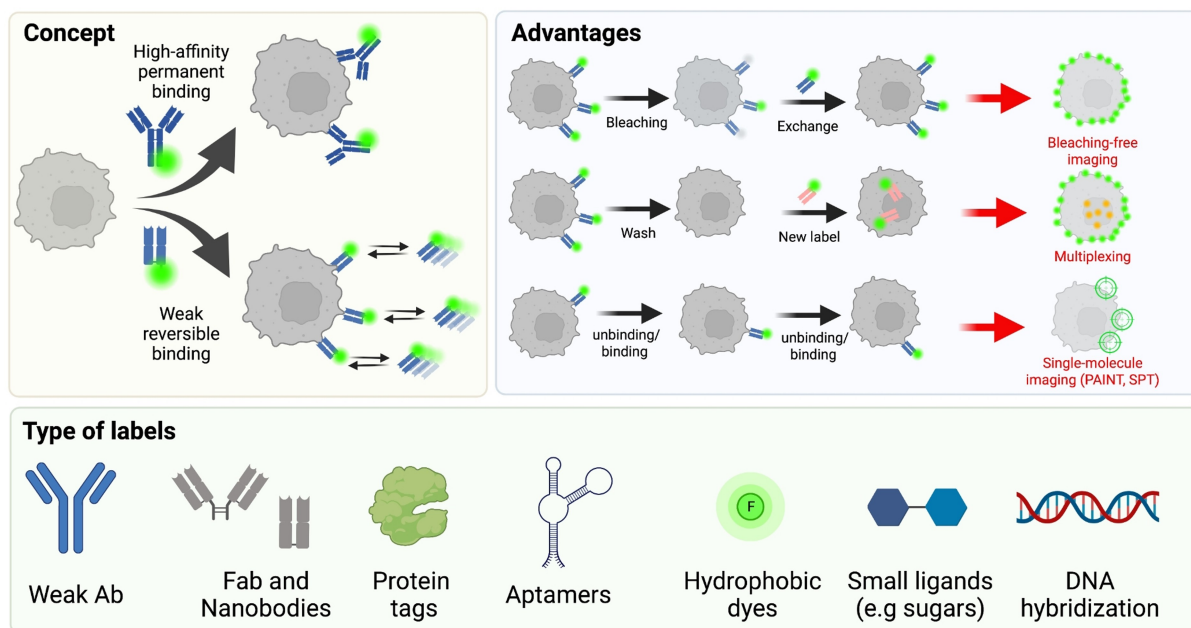 Concept
High-affinity
permanent
binding
Weak
reversible
binding
Advantages
Bleaching
Exchange
Bleaching-free
imaging
Wash
New label
Multiplexing
unbinding/
binding
unbinding/
binding
Single-molecule
imaging (PAINT, SPT)
Type of labels
Weak Ab
Fab and
Nanobodies
Protein
tags
Aptamers
F
Hydrophobic
dyes
Small ligands
(e.g sugars)
DNA
hybridization